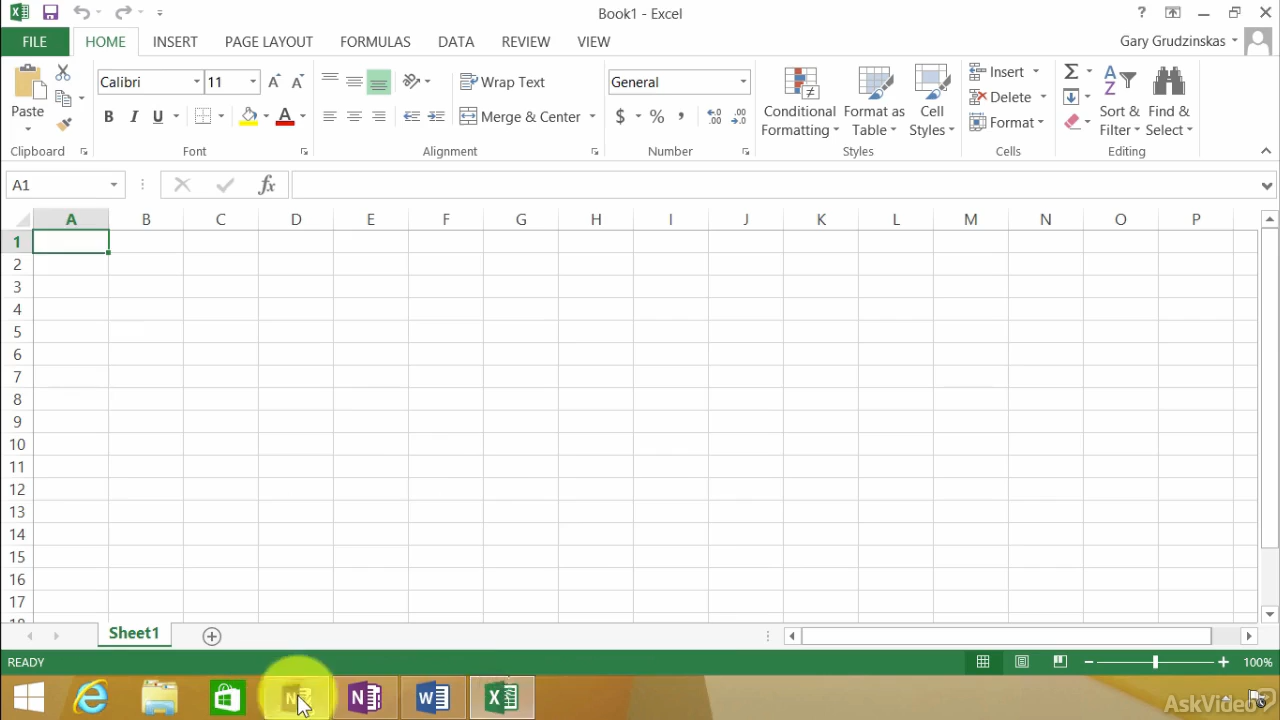 Book1 - Excel
?
FILE HOME INSERT PAGE LAYOUT FORMULAS DATA REVIEW VIEW
Gary Grudzinskas
Paste
Calibri 11
A A
B I U A
Wrap Text
Merge & Center
General
$ % , .00 .00
Conditional Formatting
Format as Table
Cell Styles
Insert
Delete
Format
Σ
A Z
Sort & Filter
Find & Select
Clipboard Font Alignment Number Styles Cells Editing
A1 fx
A B C D E F G H I J K L M N O P
1
2
3
4
5
6
7
8
9
10
11
12
13
14
15
16
17
18
Sheet1
READY 100%
N N W X
AskVideo